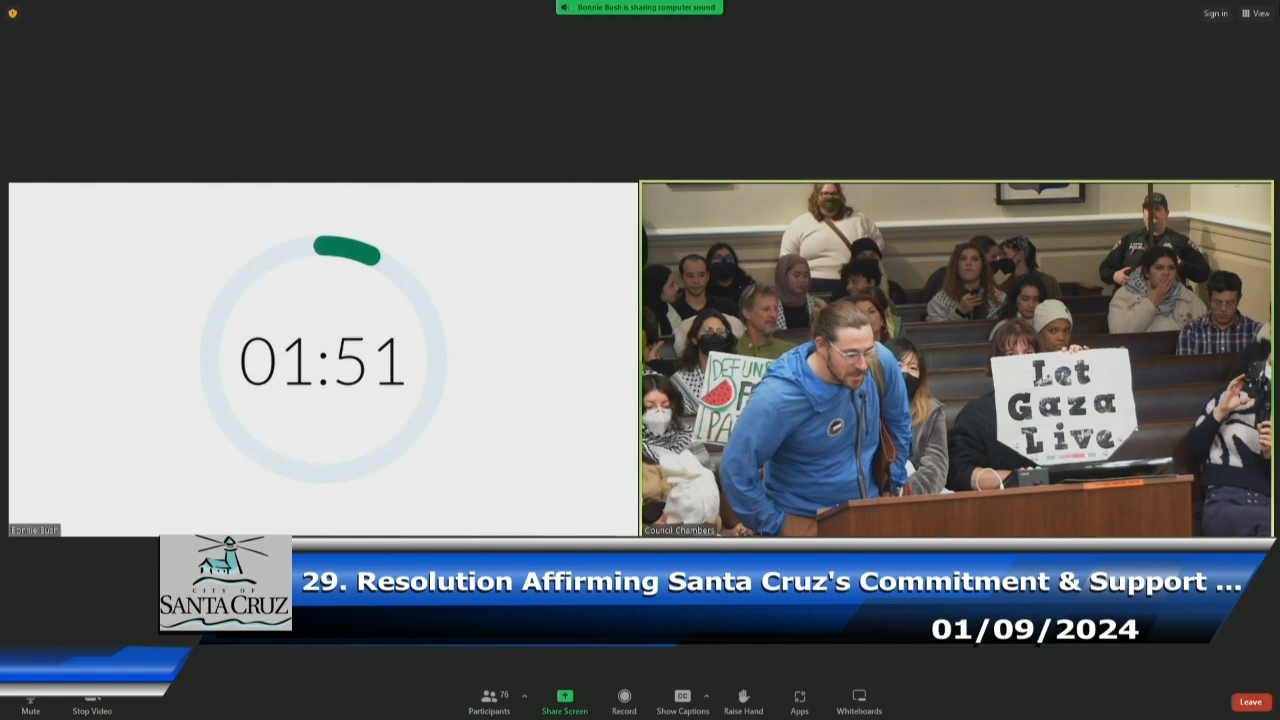 Bonnie Bush is sharing computer sound
Sign in
View
01:51
DEFUN
Let
Gaza
Live
Bonnie Bush
Council Chambers
CITY OF
SANTA CRUZ
29. Resolution Affirming Santa Cruz's Commitment & Support ...
01/09/2024
Mute
Stop Video
Participants
76
Share Screen
CC
Record
Show Captions
Raise Hand
Apps
Whiteboards
Leave